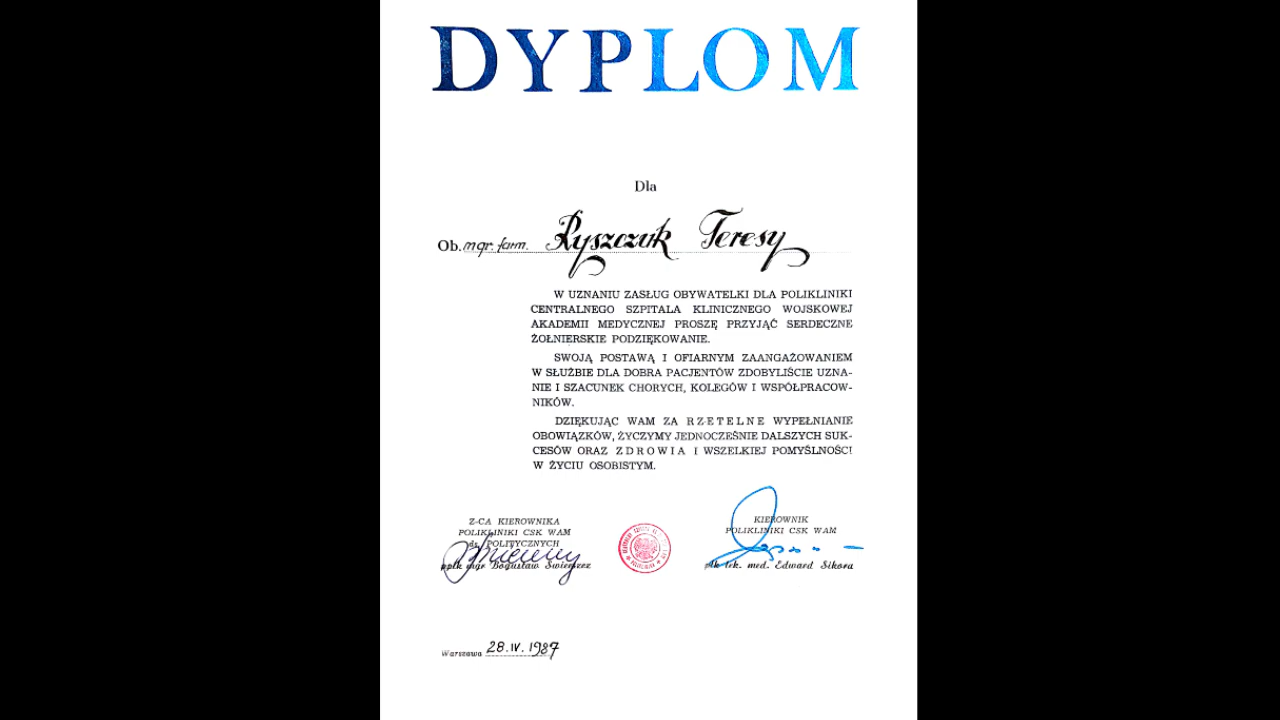 DYPLOM
Dla
Ob. mgr. farm. Ryszczuk Teresy
W UZNANIU ZASŁUG OBYWATELKI DLA POLIKLINIKI
CENTRALNEGO SZPITALA KLINICZNEGO WOJSKOWEJ
AKADEMII MEDYCZNEJ PROSZĘ PRZYJĄĆ SERDECZNE
ŻOŁNIERSKIE PODZIĘKOWANIE.
SWOJĄ POSTAWĄ I OFIARNYM ZAANGAŻOWANIEM
W SŁUŻBIE DLA DOBRA PACJENTÓW ZDOBYLIŚCIE UZNA-
NIE I SZACUNEK CHORYCH, KOLEGÓW I WSPÓŁPRACOW-
NIKÓW.
DZIĘKUJĄC WAM ZA RZETELNE WYPEŁNIANIE
OBOWIĄZKÓW, ŻYCZYMY JEDNOCZEŚNIE DALSZYCH SUK-
CESÓW ORAZ ZDROWIA I WSZELKIEJ POMYŚLNOŚCI
W ŻYCIU OSOBISTYM.
Z-CA KIEROWNIKA
POLIKLINIKI CSK WAM
ds. POLITYCZNYCH
ppłk mgr Bogusław Świerszcz
KIEROWNIK
POLIKLINIKI CSK WAM
płk lek. med. Edward Sikora
Warszawa 28.IV.1987